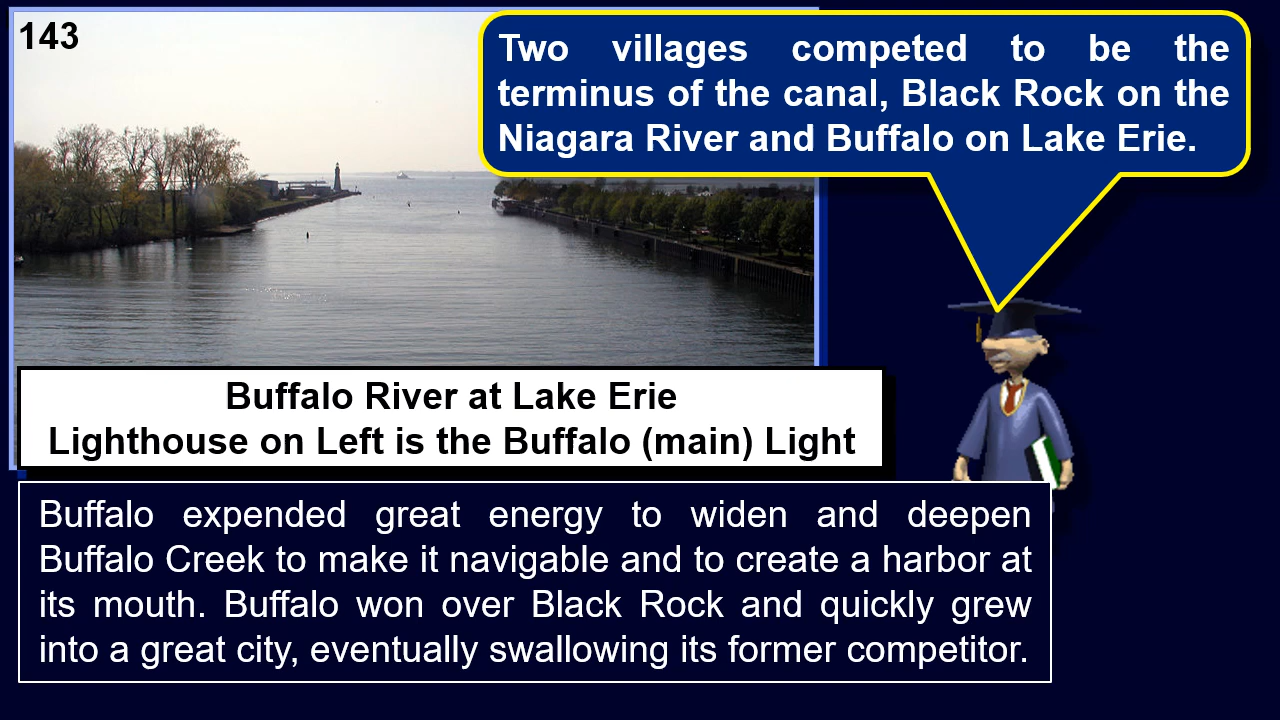 143
Two villages competed to be the
terminus of the canal, Black Rock on the
Niagara River and Buffalo on Lake Erie.
Buffalo River at Lake Erie
Lighthouse on Left is the Buffalo (main) Light
Buffalo expended great energy to widen and deepen
Buffalo Creek to make it navigable and to create a harbor at
its mouth. Buffalo won over Black Rock and quickly grew
into a great city, eventually swallowing its former competitor.